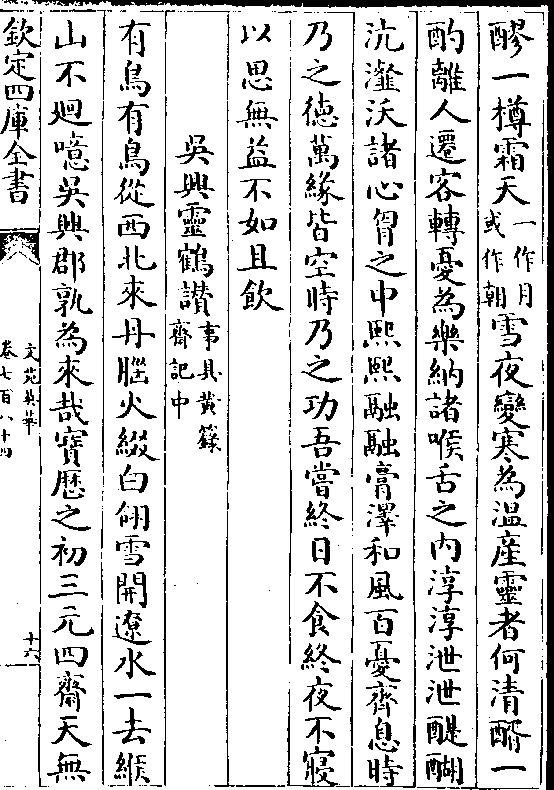 醪一樽霜天一作月或作朝雪夜變寒為温産靈者何清醑一
酌離人遷客轉憂為樂納諸喉舌之内淳淳泄泄醍醐
沆瀣沃諸心胷之中熙熙融融膏澤和風百憂齊息時
乃之德萬緣皆空時乃之功吾嘗終日不食終夜不寢
以思無益不如且飲
吳興靈鶴讃事具黄籙齋記中
有鳥有鳥從西北來丹腦火綴白翎雪開遼水一去緱
山不廻噫吳興郡孰為來哉寳歴之初三元四齋天無
欽定四庫全書
文苑英華
卷七百八十四
十六